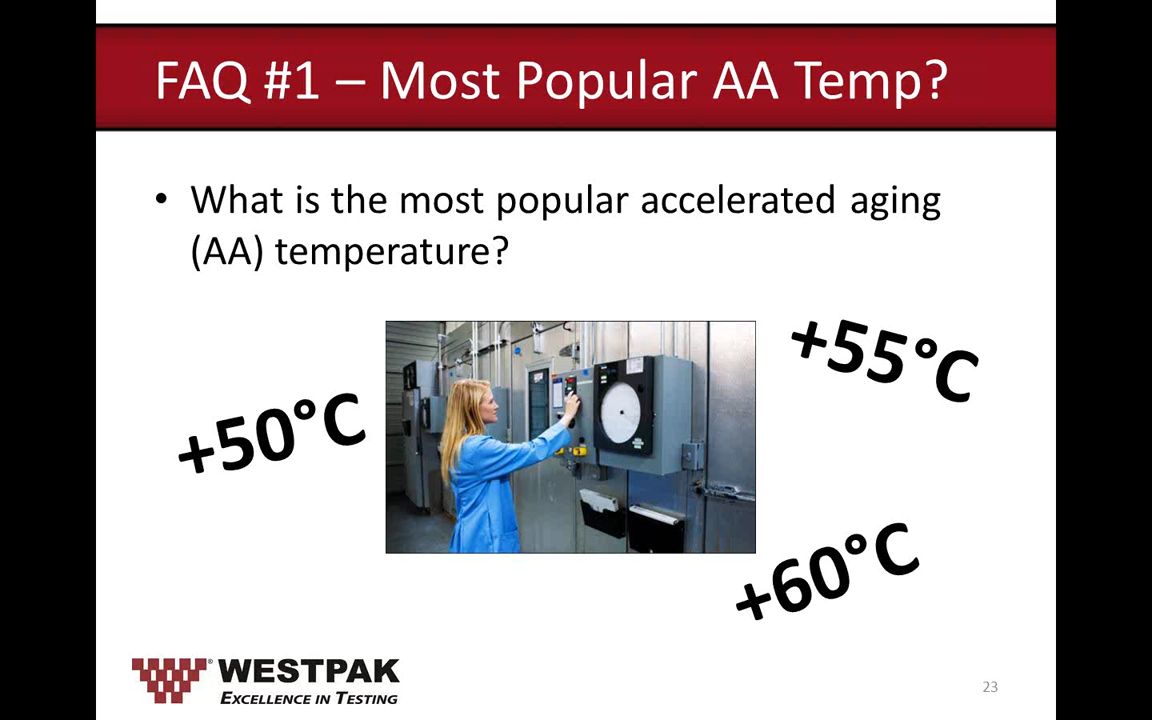 FAQ #1 – Most Popular AA Temp?
• What is the most popular accelerated aging
(AA) temperature?
+55°C
+50°C
+60°C
WESTPAK
EXCELLENCE IN TESTING
23